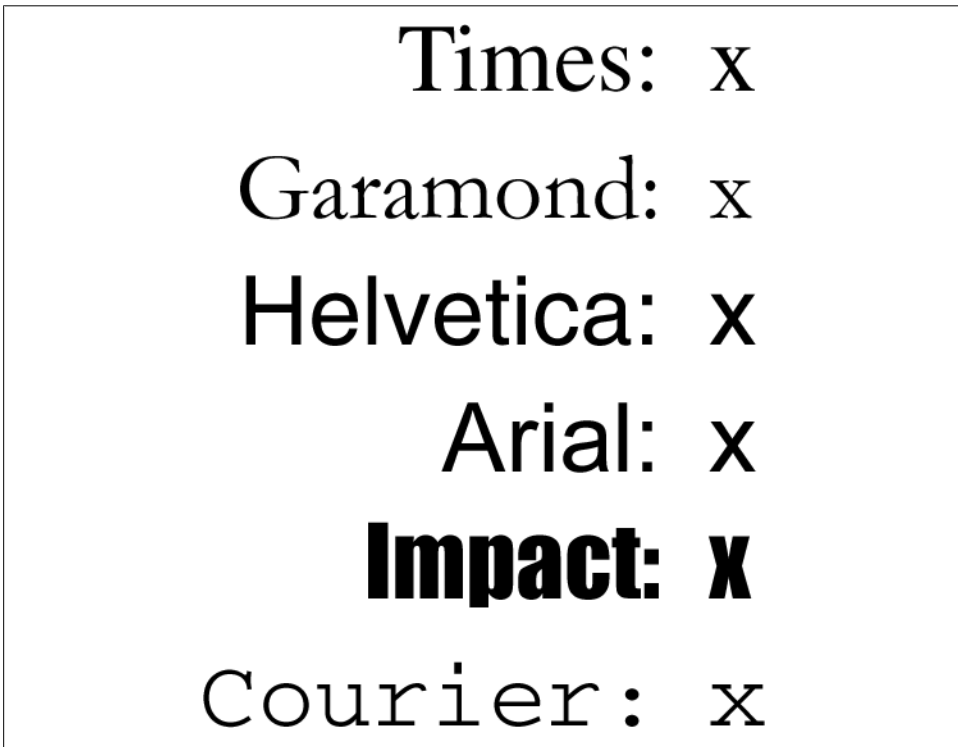 Times: x
Garamond: x
Helvetica: x
Arial: x
Impact: x
Courier: x